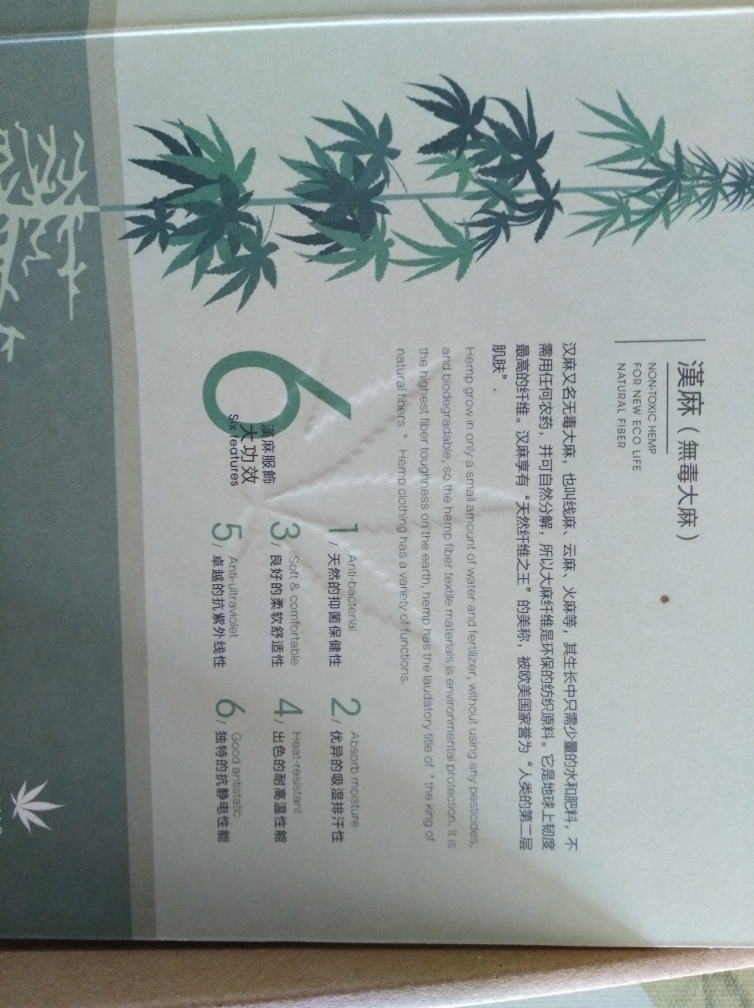 漢麻（無毒大麻）
NON-TOXIC HEMP
FOR NEW ECO LIFE
NATURAL FIBER
汉麻又名无毒大麻，也叫线麻、云麻、火麻等，其生长中只需少量的水和肥料，不
需用任何农药，并可自然分解，所以大麻纤维是环保的纺织原料。它是地球上韧度
最高的纤维。汉麻享有“天然纤维之王”的美称，被欧美国家誉为“人类的第二层
肌肤”.
Hemp grow in only a small amount of water and fertilizer, without using any pesticides,
and biodegradable, so the hemp fiber textile materials is environmental protection. It is
the highest fiber toughness on the earth, hemp has the laudatory title of “the king of
natural fibers”. Hemp clothing has a variety of functions.
6
漢麻服飾
大功效
Six features
1/
Anti-bacterial
天然的抑菌保健性
2/
Absorb moisture
优异的吸湿排汗性
3/
Soft & comfortable
良好的柔软舒适性
4/
Heat-resistant
出色的耐高温性能
5/
Anti-ultraviolet
卓越的抗紫外线性
6/
Good antistatic
独特的抗静电性能